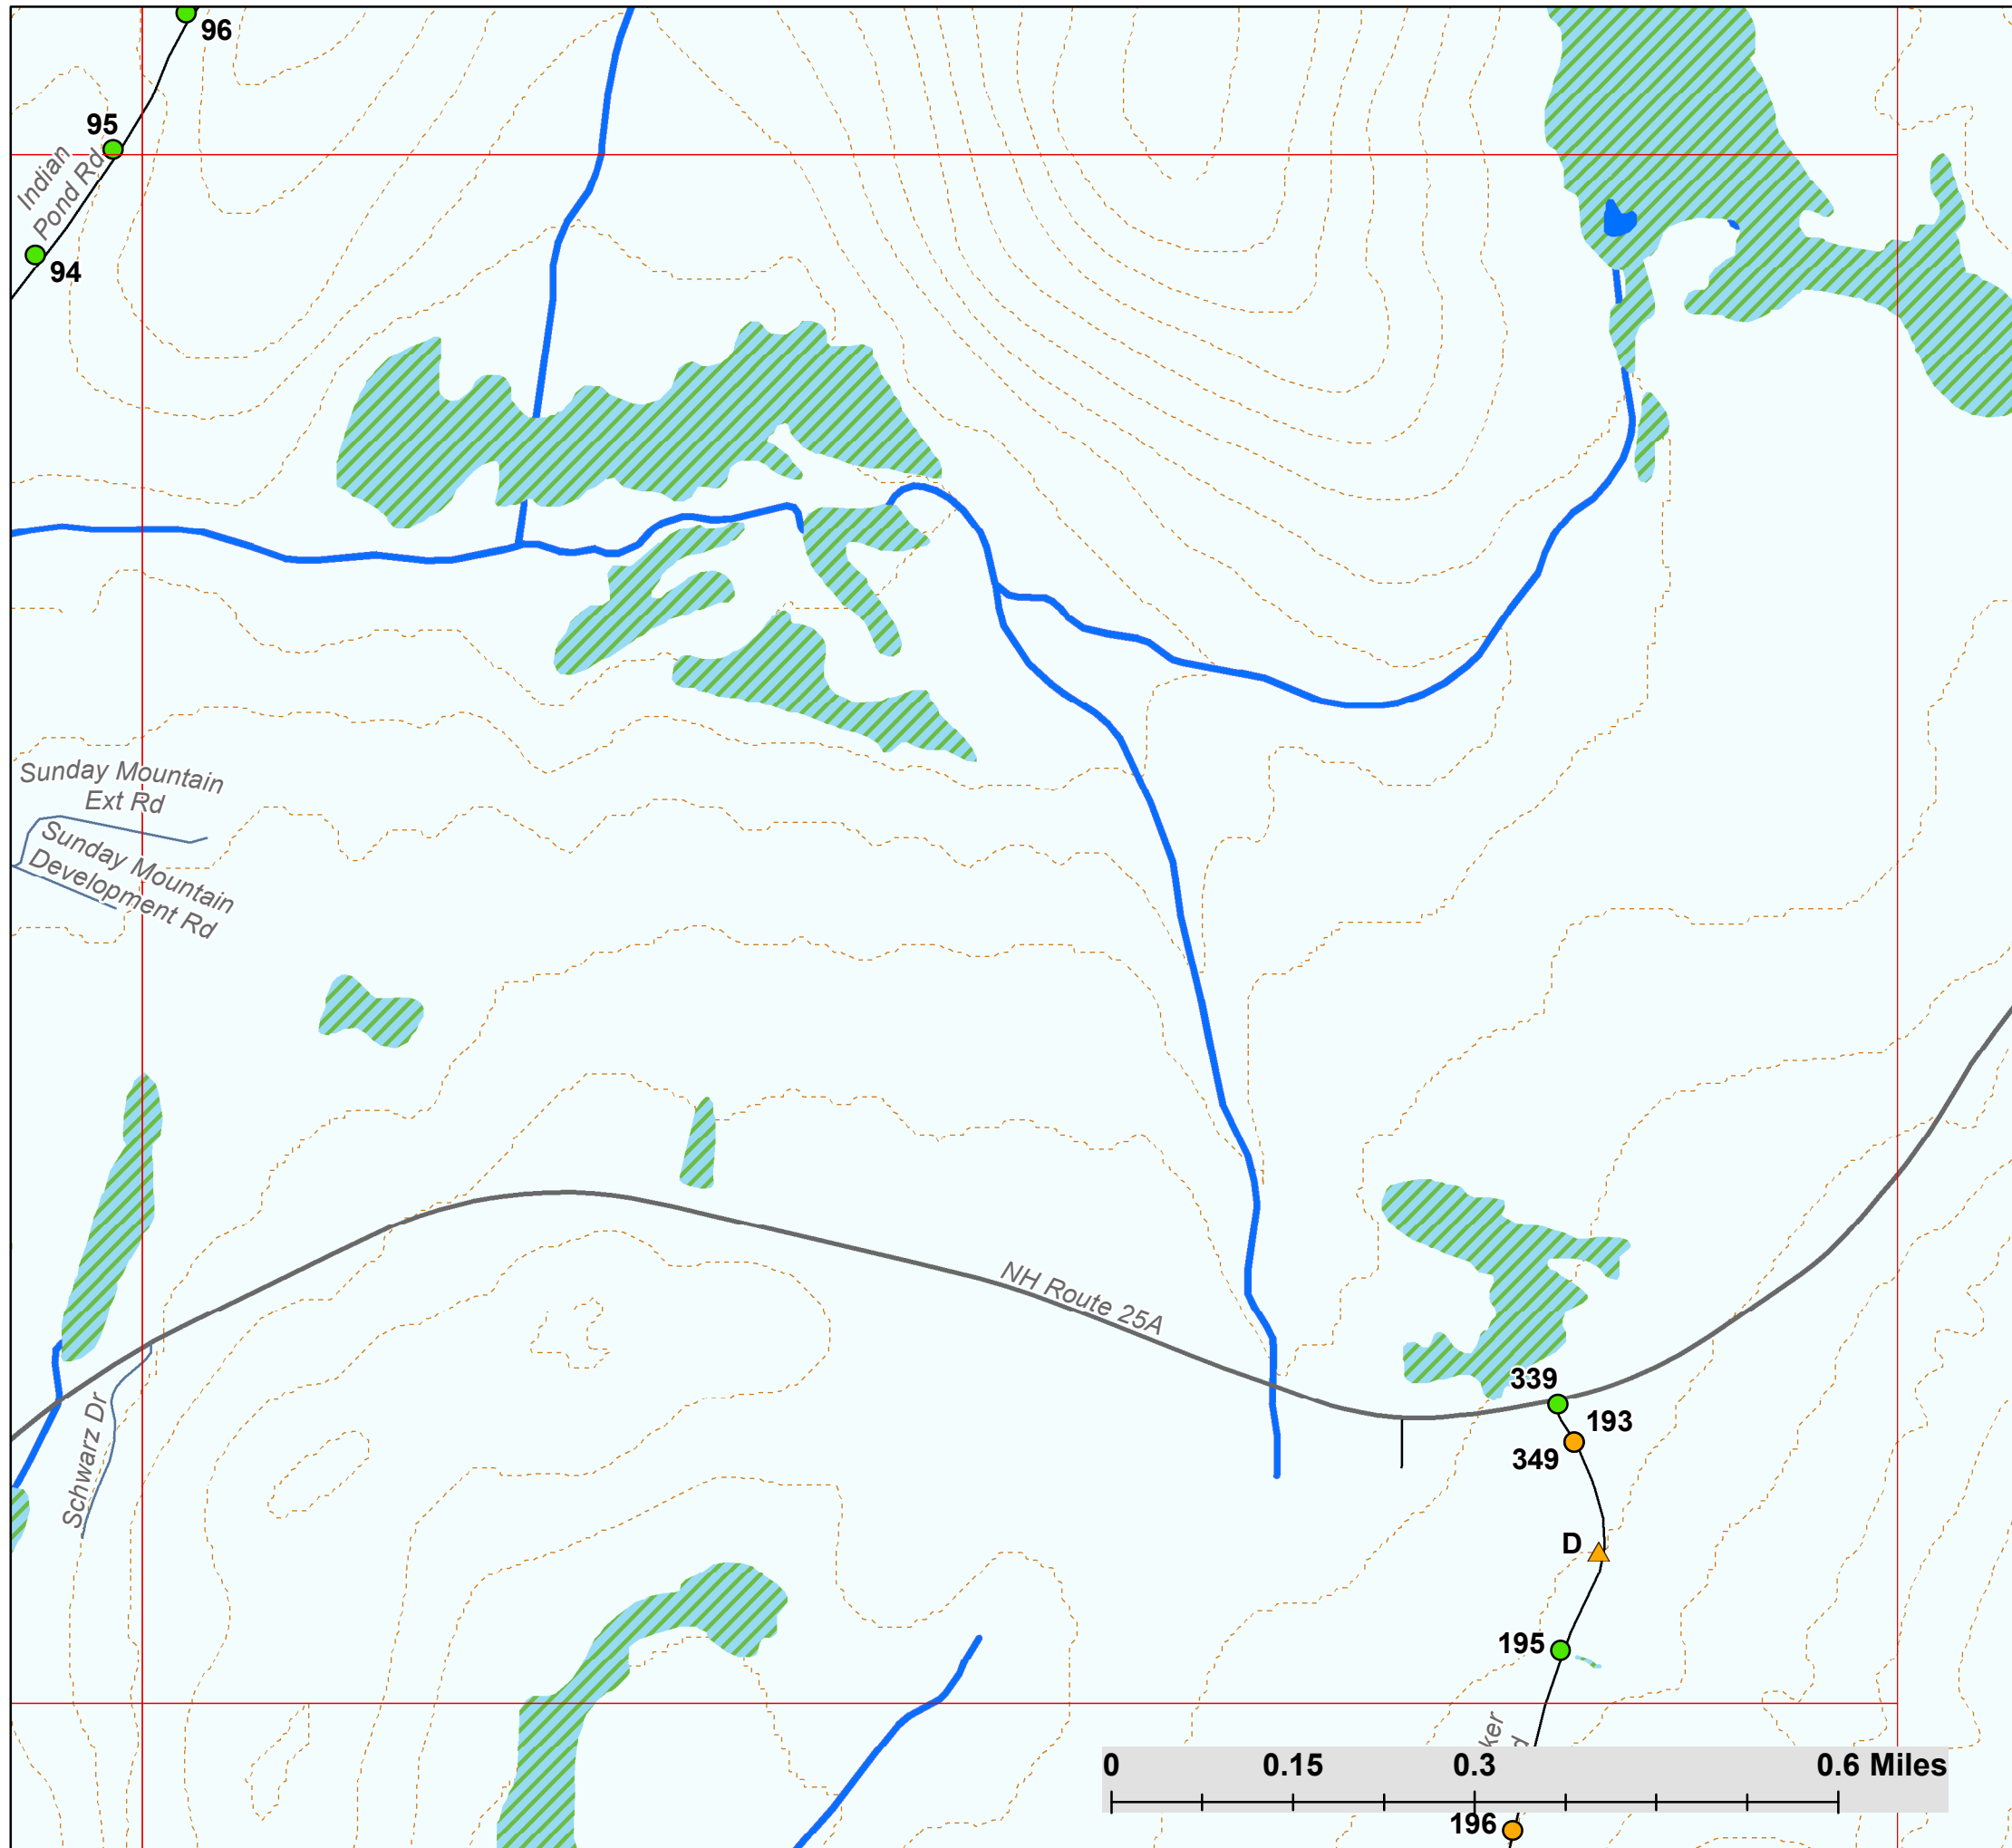 96
95
Indian
Pond Rd
94
Sunday Mountain
Ext Rd
Sunday Mountain
Development Rd
NH Route 25A
Schwarz Dr
339
193
349
D
195
0
0.15
0.3
0.6 Miles
196